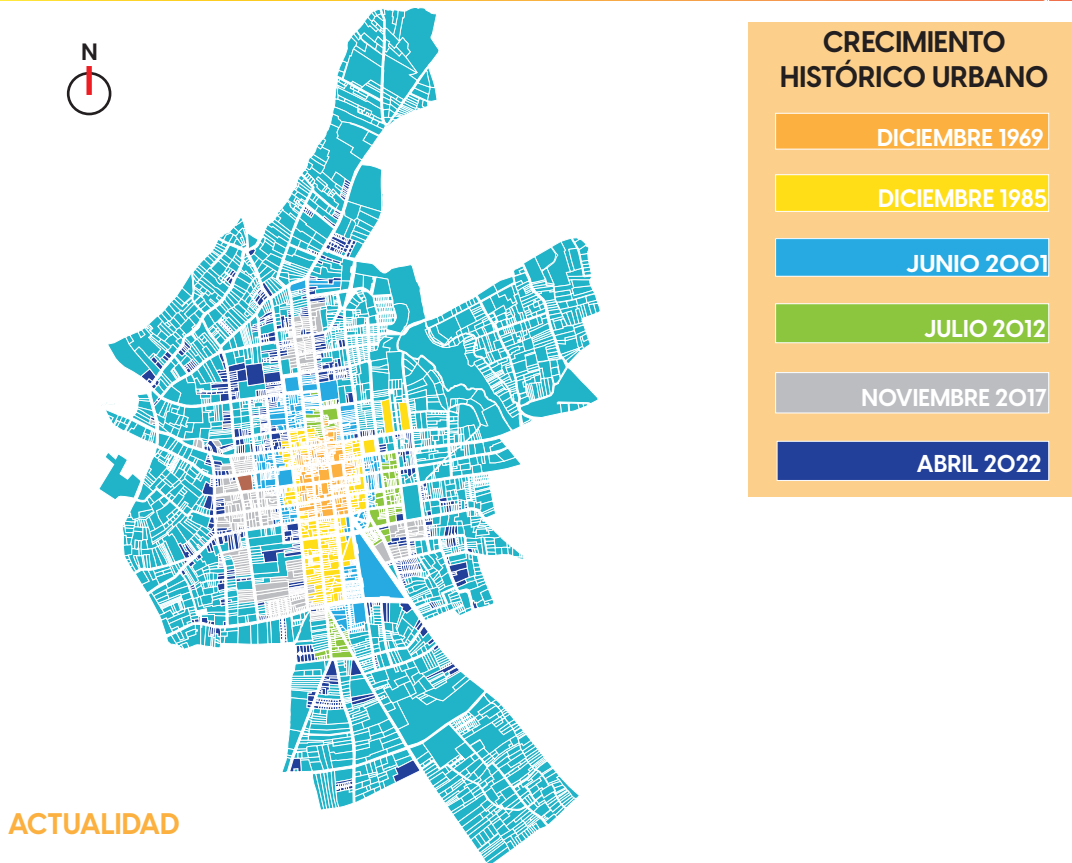 N
CRECIMIENTO
HISTÓRICO URBANO
DICIEMBRE 1969
DICIEMBRE 1985
JUNIO 2001
JULIO 2012
NOVIEMBRE 2017
ABRIL 2022
ACTUALIDAD